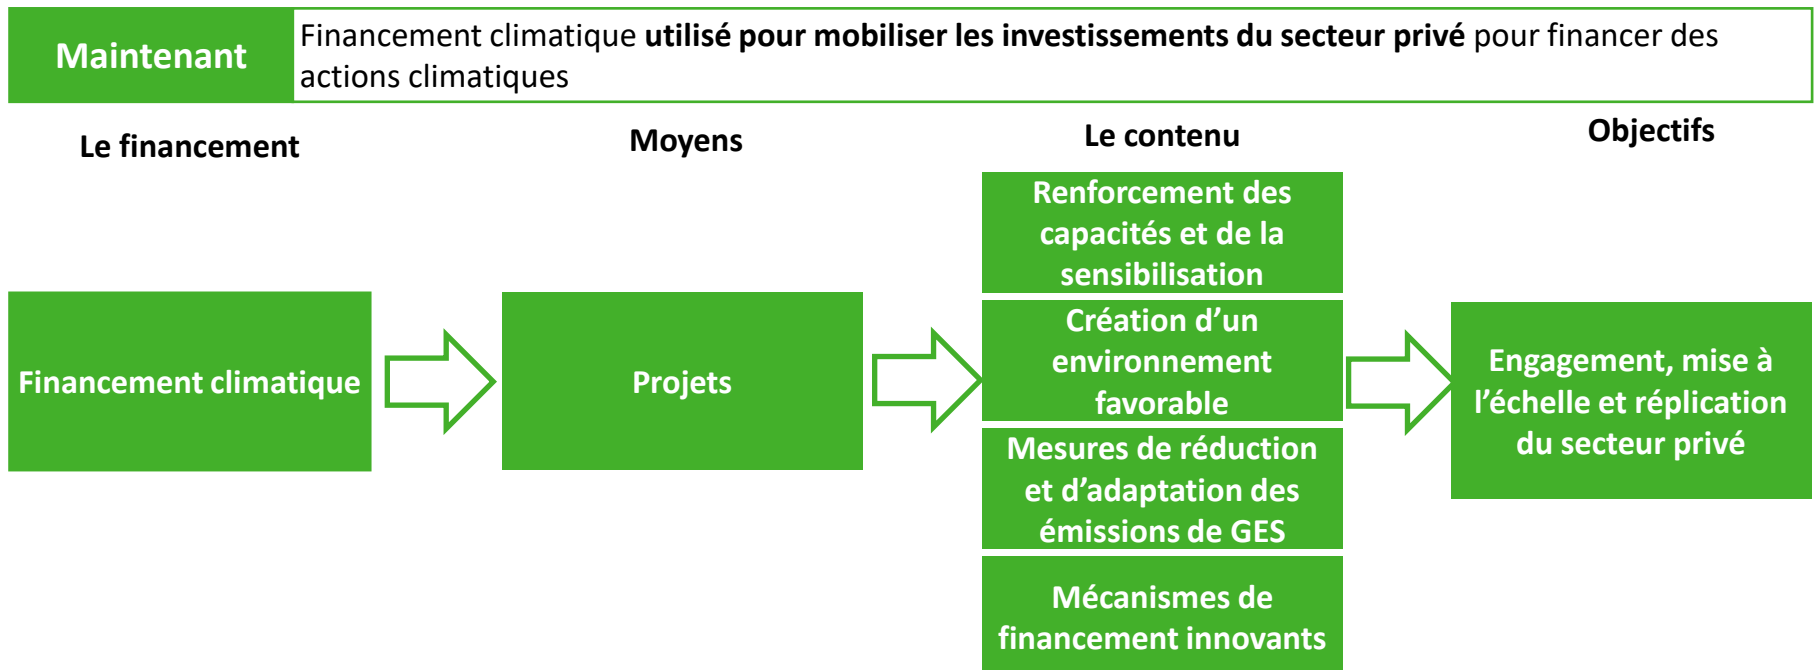 Maintenant
Financement climatique utilisé pour mobiliser les investissements du secteur privé pour financer des
actions climatiques
Le financement
Moyens
Le contenu
Objectifs
Financement climatique
Projets
Renforcement des
capacités et de la
sensibilisation
Création d’un
environnement
favorable
Mesures de réduction
et d’adaptation des
émissions de GES
Mécanismes de
financement innovants
Engagement, mise à
l’échelle et réplication
du secteur privé